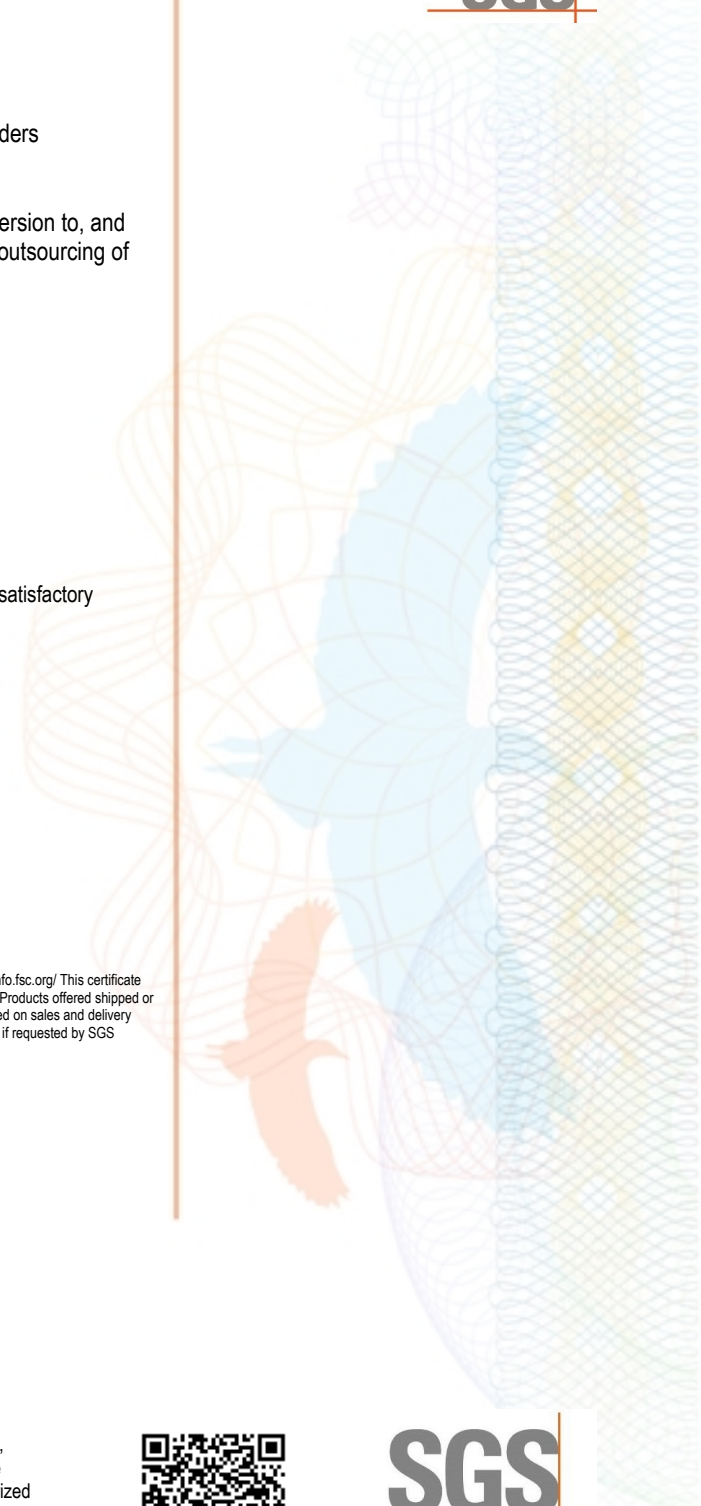 SGS
ders
ersion to, and
outsourcing of
satisfactory
fo.fsc.org/ This certificate
Products offered shipped or
ed on sales and delivery
if requested by SGS
,
ized
SGS